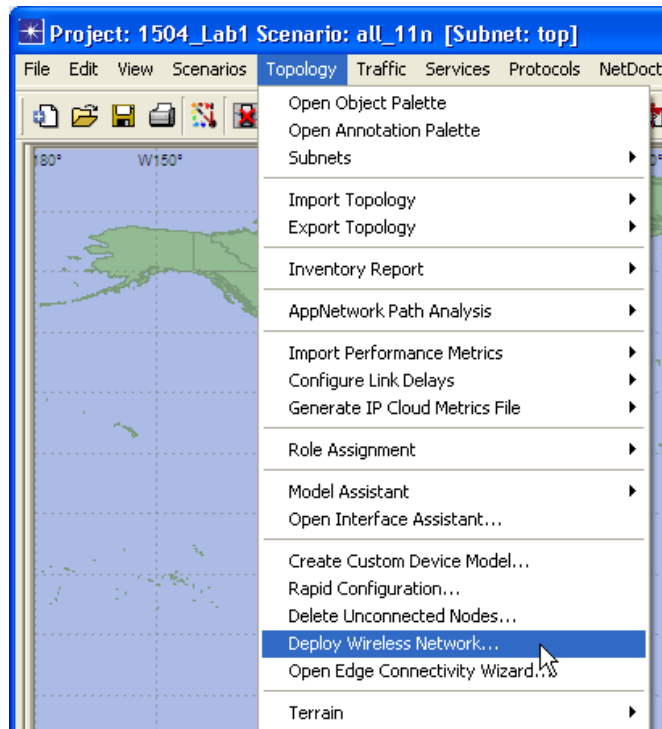 Project: 1504_Lab1 Scenario: all_11n [Subnet: top]
File Edit View Scenarios Topology Traffic Services Protocols NetDoct
Open Object Palette
Open Annotation Palette
180° W150°
Subnets
Import Topology
Export Topology
Inventory Report
AppNetwork Path Analysis
Import Performance Metrics
Configure Link Delays
Generate IP Cloud Metrics File
Role Assignment
Model Assistant
Open Interface Assistant...
Create Custom Device Model...
Rapid Configuration...
Delete Unconnected Nodes...
Deploy Wireless Network...
Open Edge Connectivity Wizard...
Terrain